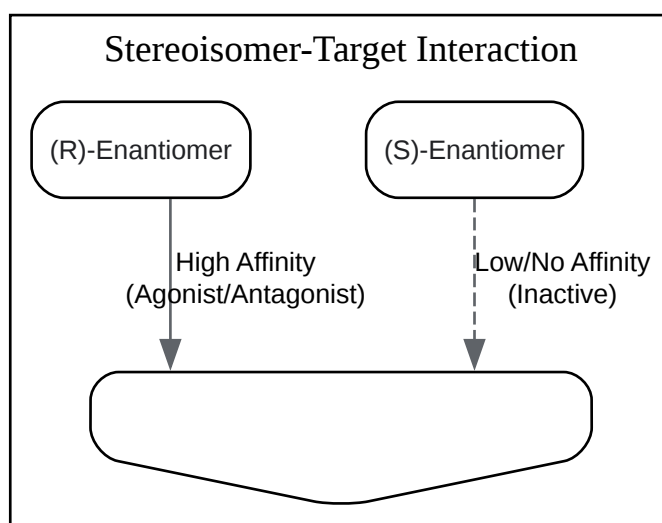 Stereoisomer-Target Interaction
(R)-Enantiomer
(S)-Enantiomer
High Affinity
(Agonist/Antagonist)
Low/No Affinity
(Inactive)